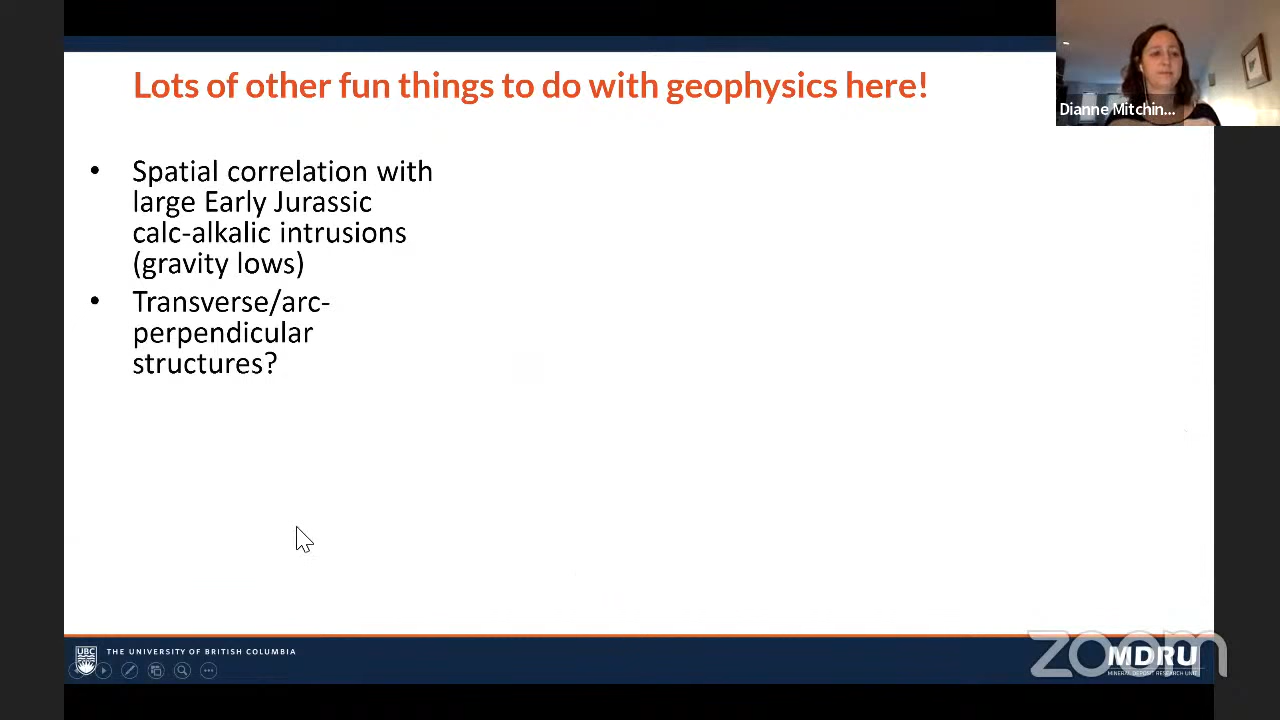 Lots of other fun things to do with geophysics here!
Dianne Mitchin...
• Spatial correlation with
large Early Jurassic
calc-alkalic intrusions
(gravity lows)
• Transverse/arc-
perpendicular
structures?
UBC
THE UNIVERSITY OF BRITISH COLUMBIA
zoom
MDRU
MINERAL DEPOSIT RESEARCH UNIT